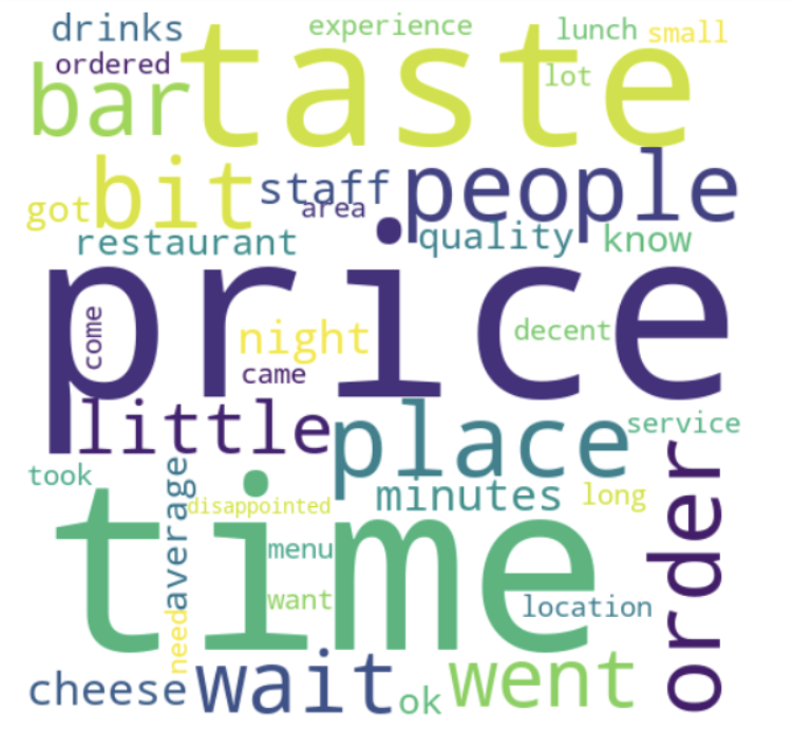 drinks
experience
lunch
small
ordered
taste
lot
bar
bit
staff
people
got
area
restaurant
quality
know
price
come
night
decent
came
little
place
service
took
average
disappointed
minutes
long
order
time
menu
want
location
need
cheese
wait
ok
went